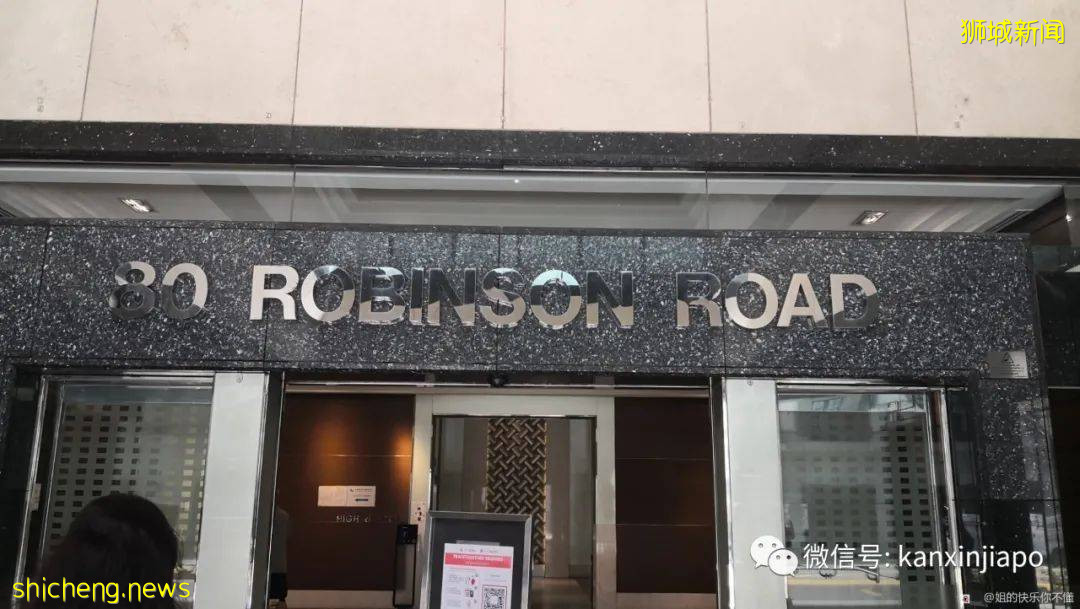 狮城新闻
80 ROBINSON ROAD
HIGH
微信号: kanxinjiapo
shicheng.news
@姐的快乐你不懂